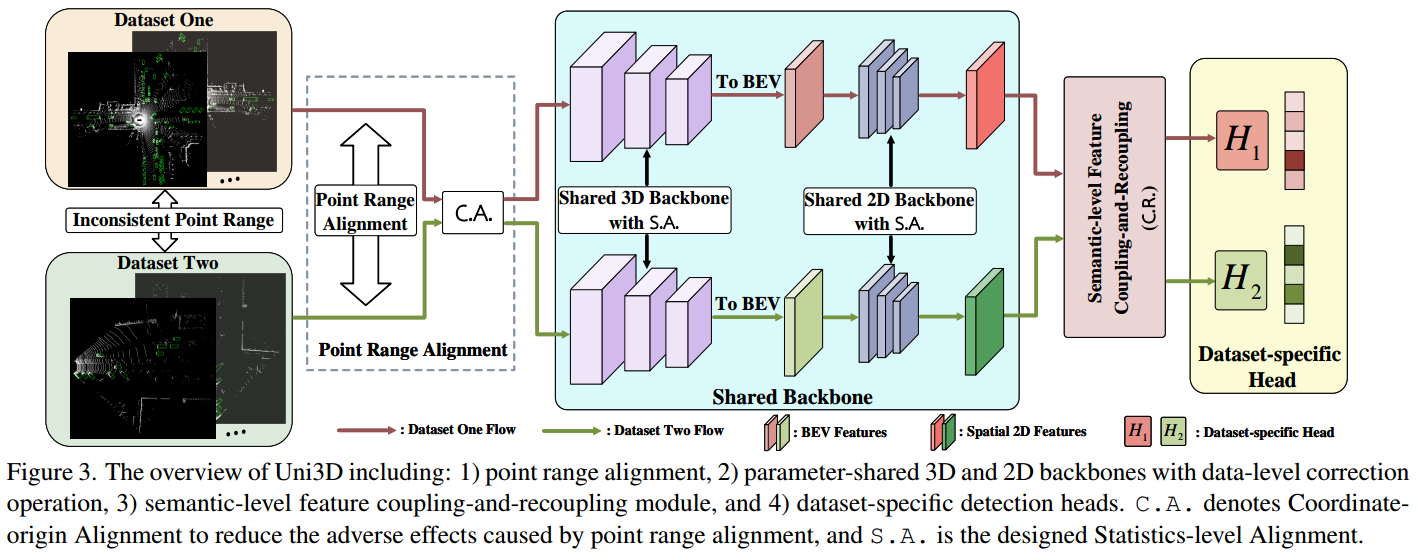 Dataset One
Inconsistent Point Range
Dataset Two
Point Range
Alignment
Point Range Alignment
C.A.
To BEV
Shared 3D Backbone
with S.A.
Shared 2D Backbone
with S.A.
To BEV
Shared Backbone
Semantic-level Feature
Coupling-and-Recoupling
(C.R.)
H1
H2
Dataset-specific
Head
: Dataset One Flow
: Dataset Two Flow
: BEV Features
: Spatial 2D Features
H1 H2 : Dataset-specific Head
Figure 3. The overview of Uni3D including: 1) point range alignment, 2) parameter-shared 3D and 2D backbones with data-level correction
operation, 3) semantic-level feature coupling-and-recoupling module, and 4) dataset-specific detection heads. C.A. denotes Coordinate-
origin Alignment to reduce the adverse effects caused by point range alignment, and S.A. is the designed Statistics-level Alignment.